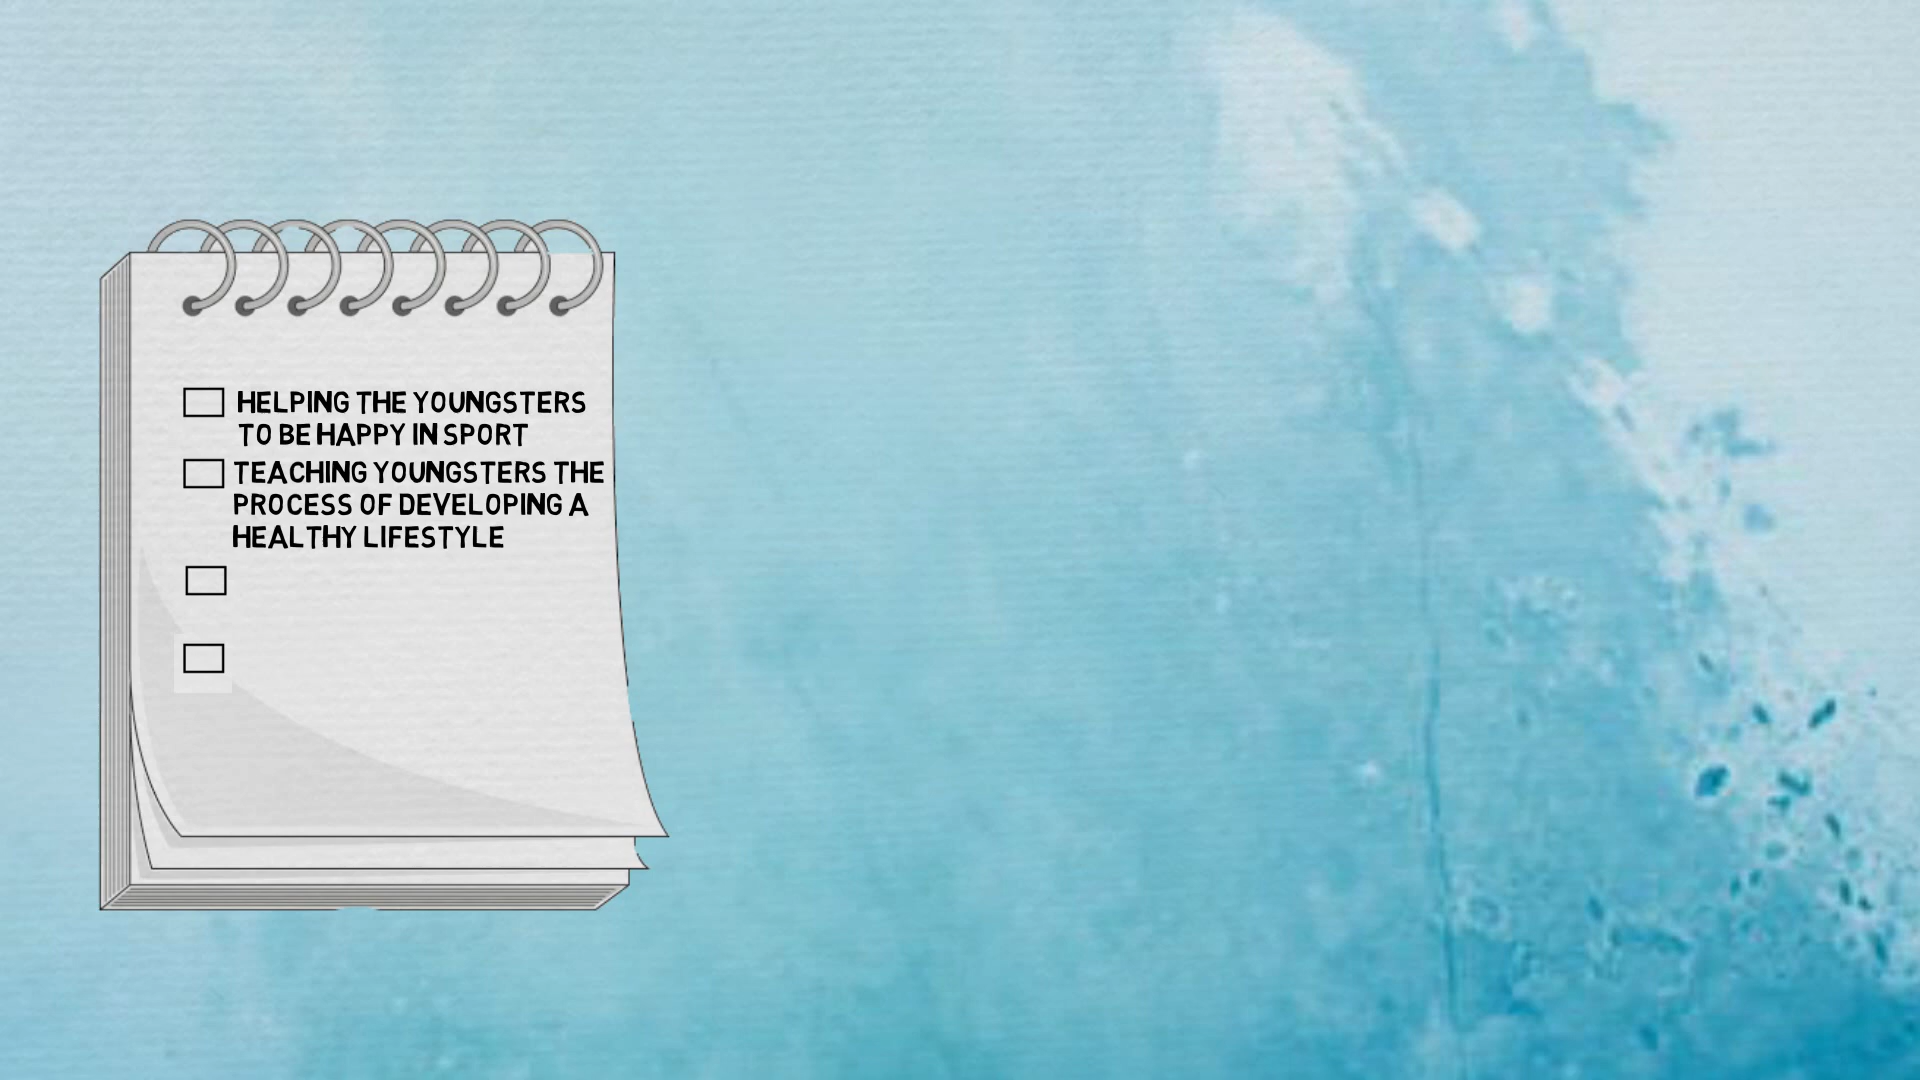 HELPING THE YOUNGSTERS
TO BE HAPPY IN SPORT
TEACHING YOUNGSTERS THE
PROCESS OF DEVELOPING A
HEALTHY LIFESTYLE